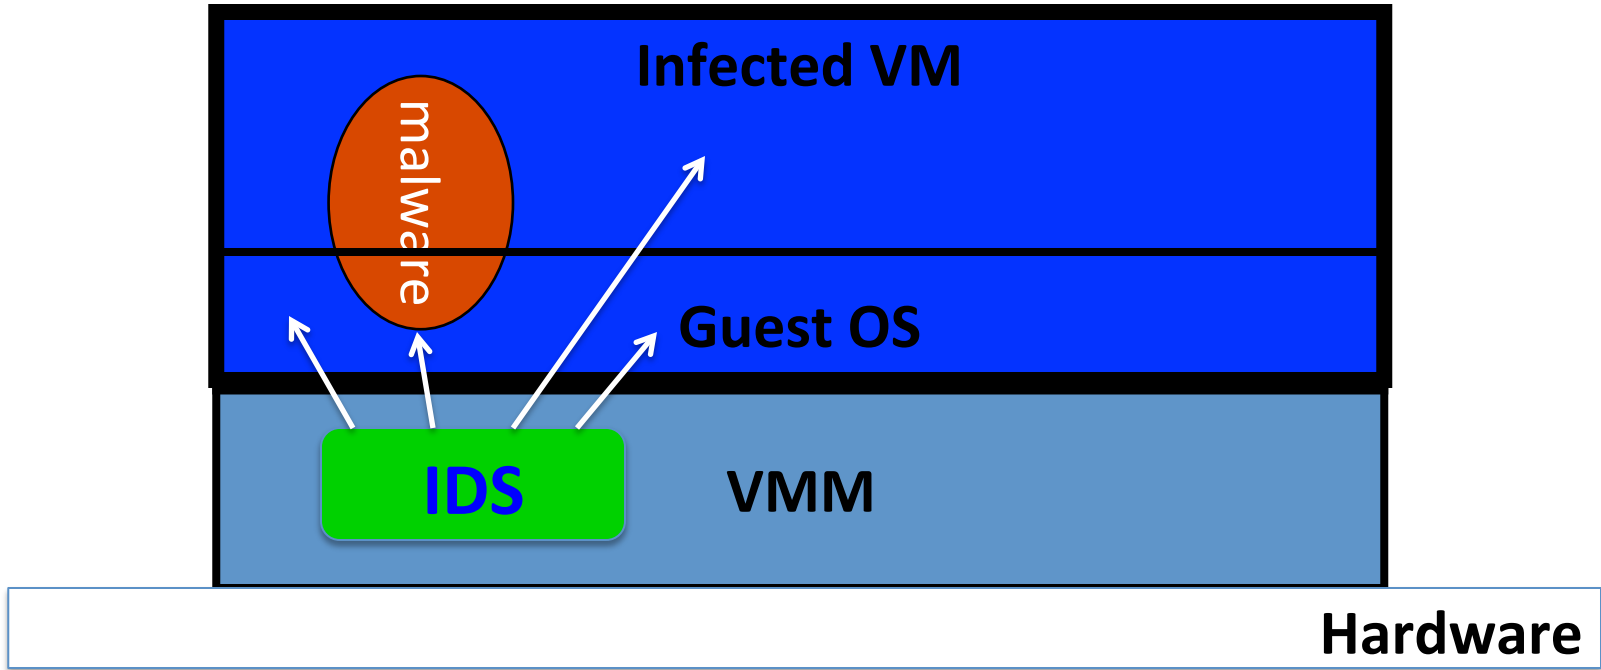 Infected VM
malware
Guest OS
IDS
VMM
Hardware